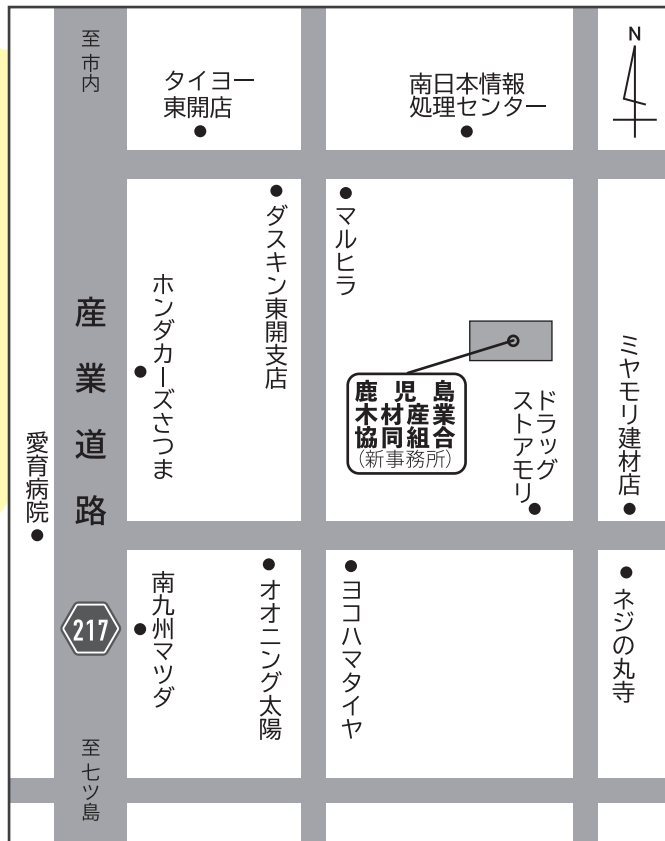 至 市内
タイヨー
東開店
南日本情報
処理センター
N
ダスキン東開支店
マルヒラ
ホンダカーズさつま
産業道路
鹿児島
木材産業
協同組合
(新事務所)
ドラッグ
ストアモリ
ミヤモリ建材店
愛育病院
217
南九州マツダ
オオニング太陽
ヨコハマタイヤ
ネジの丸寺
至 七ツ島